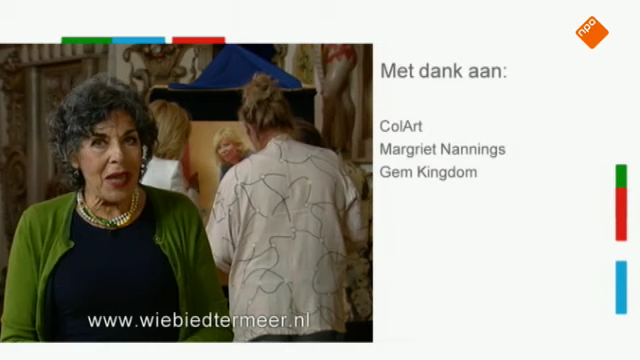 npo
Met dank aan:
ColArt
Margriet Nannings
Gem Kingdom
www.wiebiedtermeer.nl